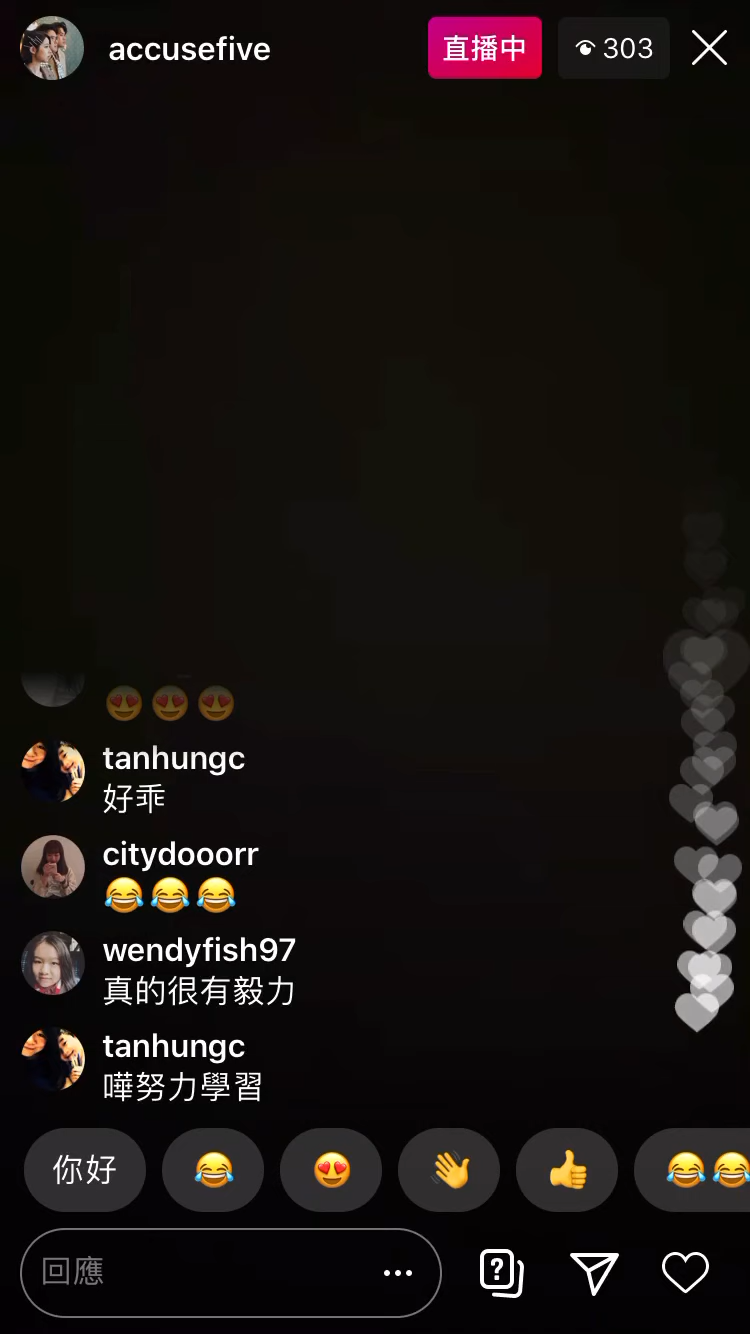 accusefive
直播中
303
😍😍😍
tanhungc
好乖
citydooorr
😂😂😂
wendyfish97
真的很有毅力
tanhungc
嘩努力學習
你好 😂 😍 👋 👍 😂😂
回應